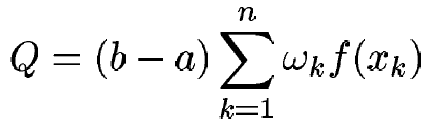 Q = (b − a) ∑_{k=1}^{n} ω_k f(x_k)